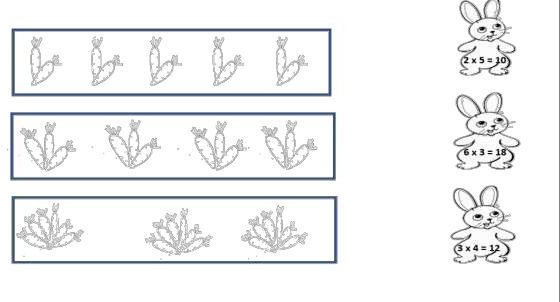 2 x 5 = 10
6 x 3 = 18
3 x 4 = 12